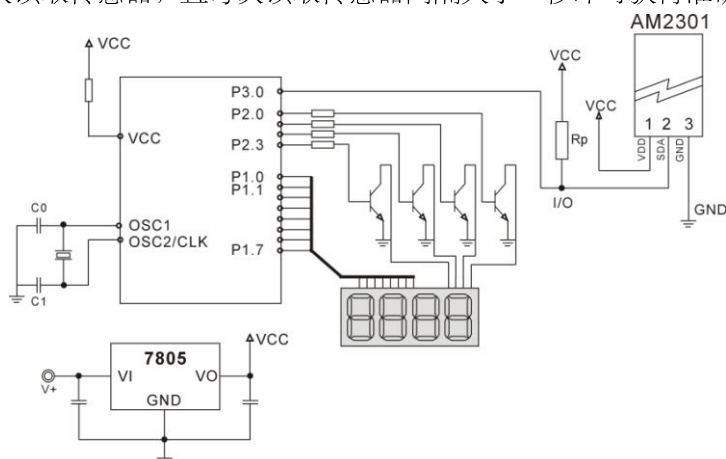 AM2301
VCC
VCC
VCC
P3.0
P2.0
P2.3
P1.0
P1.1
P1.7
VCC
OSC1
OSC2/CLK
C0
C1
Rp
1 2 3
VDD
SDA
GND
I/O
GND
7805
VI
VO
GND
V+
VCC